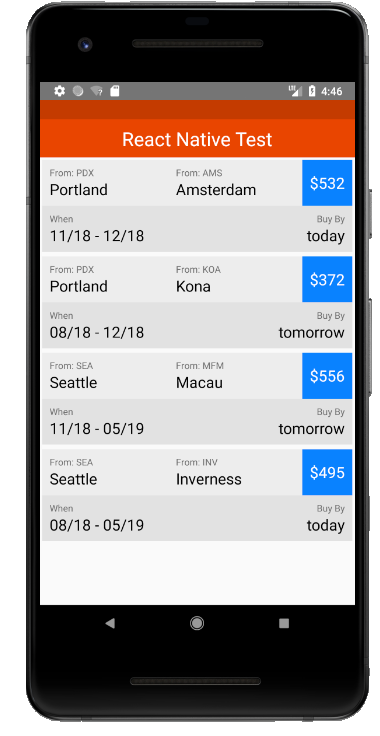 4:46
React Native Test
From: PDX From: AMS $532
Portland Amsterdam
When Buy By
11/18 - 12/18 today
From: PDX From: KOA $372
Portland Kona
When Buy By
08/18 - 12/18 tomorrow
From: SEA From: MFM $556
Seattle Macau
When Buy By
11/18 - 05/19 tomorrow
From: SEA From: INV $495
Seattle Inverness
When Buy By
08/18 - 05/19 today